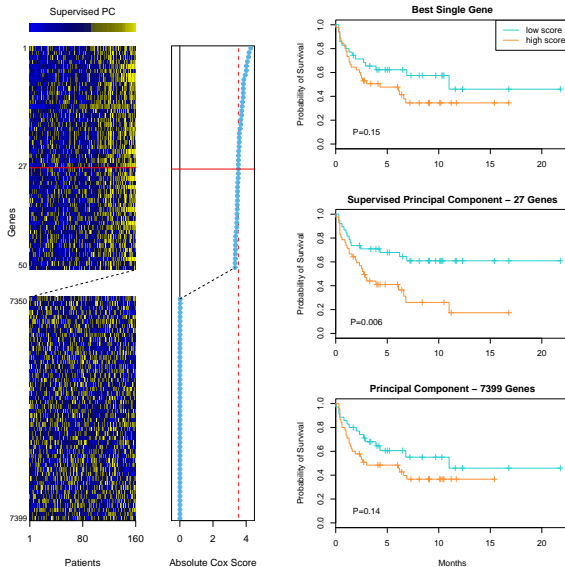 Supervised PC
1
27
50
7350
7399
Genes
1 80 160
Patients
0 2 4
Absolute Cox Score
Best Single Gene
low score
high score
Probability of Survival
0.0 0.2 0.4 0.6 0.8 1.0
P=0.15
0 5 10 15 20
Supervised Principal Component – 27 Genes
Probability of Survival
0.0 0.2 0.4 0.6 0.8 1.0
P=0.006
0 5 10 15 20
Principal Component – 7399 Genes
Probability of Survival
0.0 0.2 0.4 0.6 0.8 1.0
P=0.14
0 5 10 15 20
Months